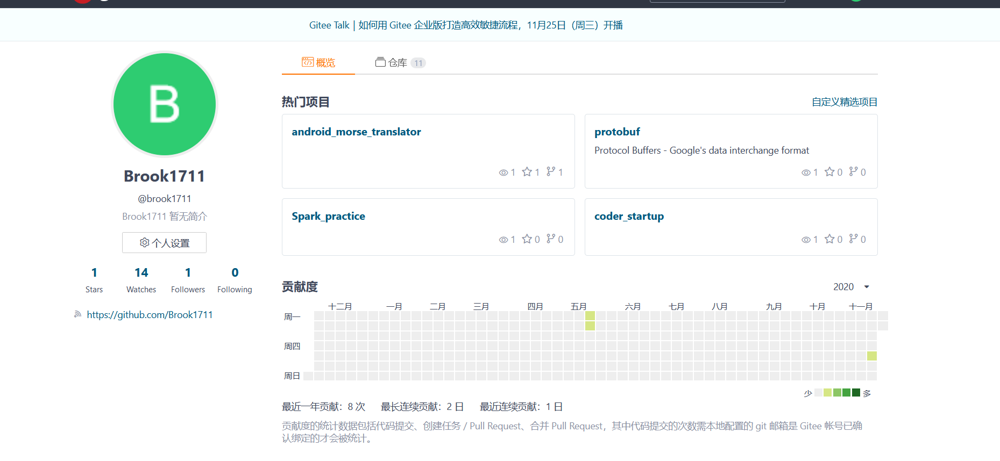 Gitee Talk | 如何用 Gitee 企业版打造高效敏捷流程，11月25日（周三）开播
B
Brook1711
@brook1711
Brook1711 暂无简介
个人设置
1 14 1 0
Stars Watches Followers Following
https://github.com/Brook1711
概览 仓库 11
热门项目 自定义精选项目
android_morse_translator
1 1 1
protobuf
Protocol Buffers - Google's data interchange format
1 0 0
Spark_practice
1 0 0
coder_startup
1 0 0
贡献度 2020
十二月 一月 二月 三月 四月 五月 六月 七月 八月 九月 十月 十一月
周一
周四
周日
少 多
最近一年贡献：8 次 最长连续贡献：2 日 最近连续贡献：1 日
贡献度的统计数据包括代码提交、创建任务 / Pull Request、合并 Pull Request，其中代码提交的次数需本地配置的 git 邮箱是 Gitee 帐号已确
认绑定的才会被统计。